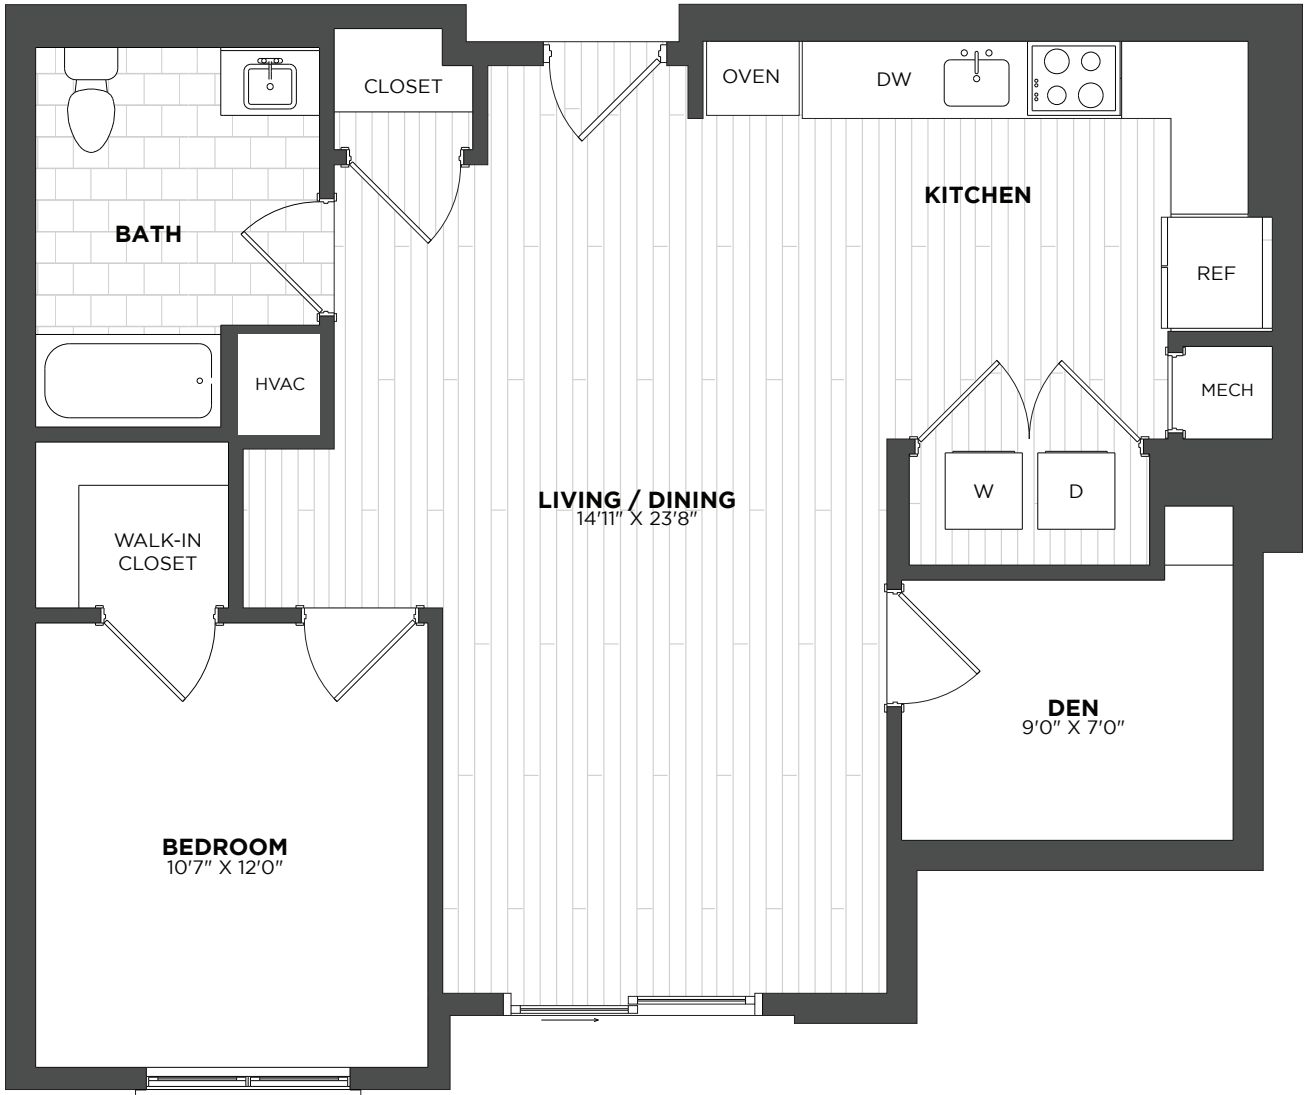 CLOSET
OVEN
DW
KITCHEN
BATH
REF
HVAC
MECH
LIVING / DINING
14'11" X 23'8"
W
D
WALK-IN
CLOSET
DEN
9'0" X 7'0"
BEDROOM
10'7" X 12'0"